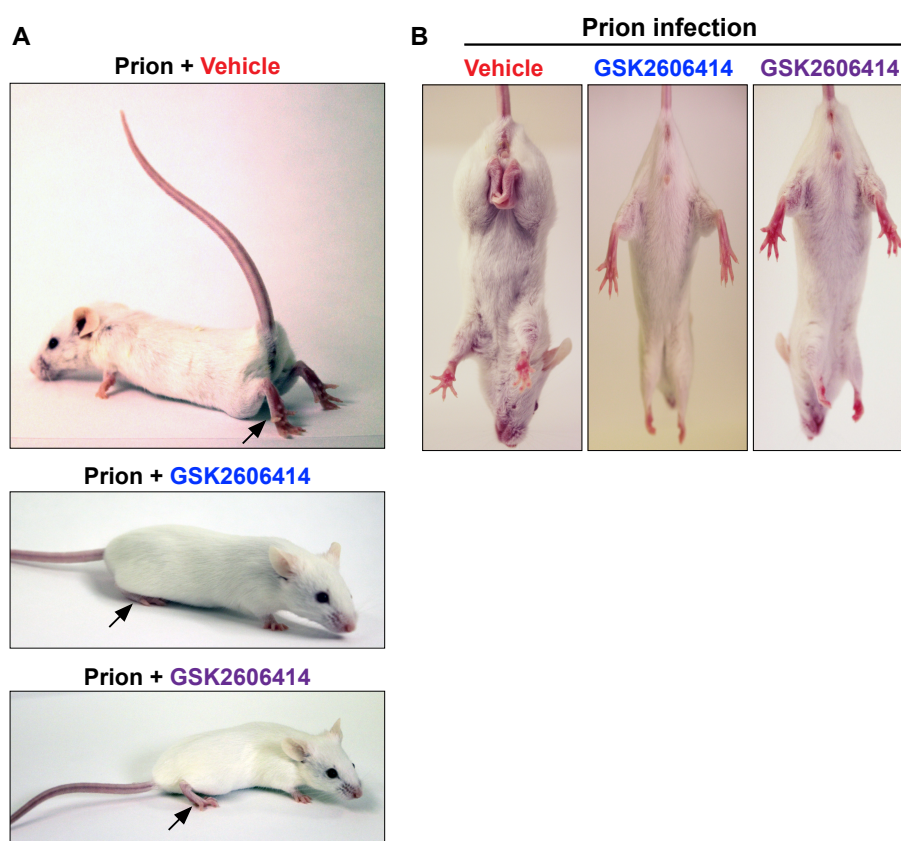 A
Prion + Vehicle
Prion + GSK2606414
Prion + GSK2606414
B
Prion infection
Vehicle GSK2606414 GSK2606414